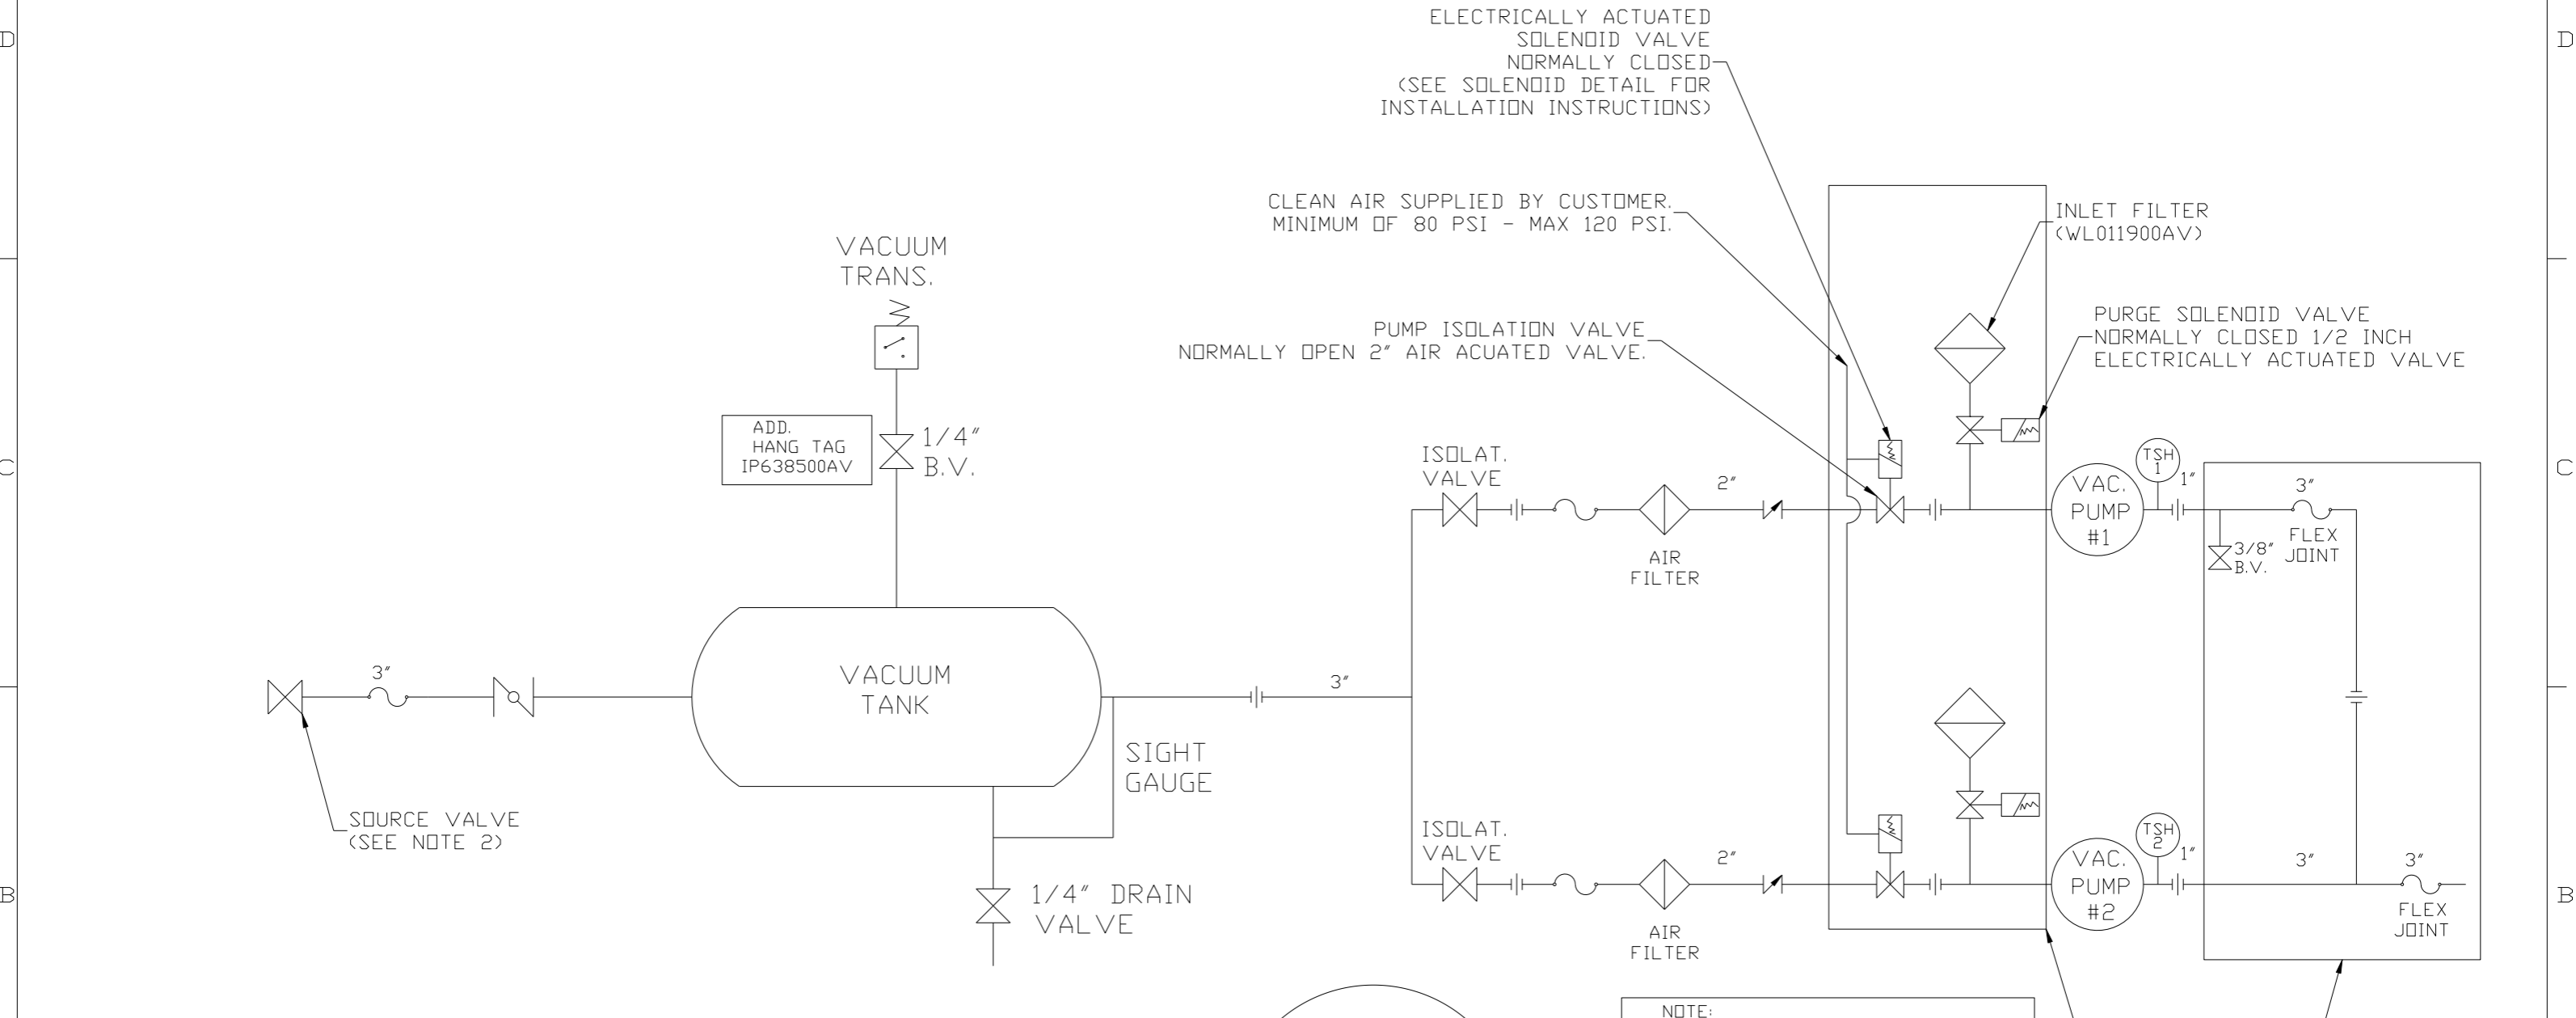 D
D
ELECTRICALLY ACTUATED
SOLENOID VALVE
NORMALLY CLOSED
(SEE SOLENOID DETAIL FOR
INSTALLATION INSTRUCTIONS)
CLEAN AIR SUPPLIED BY CUSTOMER.
MINIMUM OF 80 PSI - MAX 120 PSI.
INLET FILTER
(WL011900AV)
VACUUM
TRANS.
PUMP ISOLATION VALVE
NORMALLY OPEN 2" AIR ACUATED VALVE.
PURGE SOLENOID VALVE
NORMALLY CLOSED 1/2 INCH
ELECTRICALLY ACTUATED VALVE
ADD.
HANG TAG
IP638500AV
1/4"
B.V.
C
C
ISOLAT.
VALVE
2"
AIR
FILTER
VAC.
PUMP
#1
TSH
1
1"
3"
FLEX
JOINT
3/8"
B.V.
3"
VACUUM
TANK
3"
SIGHT
GAUGE
SOURCE VALVE
(SEE NOTE 2)
1/4" DRAIN
VALVE
B
B
ISOLAT.
VALVE
2"
AIR
FILTER
VAC.
PUMP
#2
TSH
2
1"
3"
3"
FLEX
JOINT
NOTE: